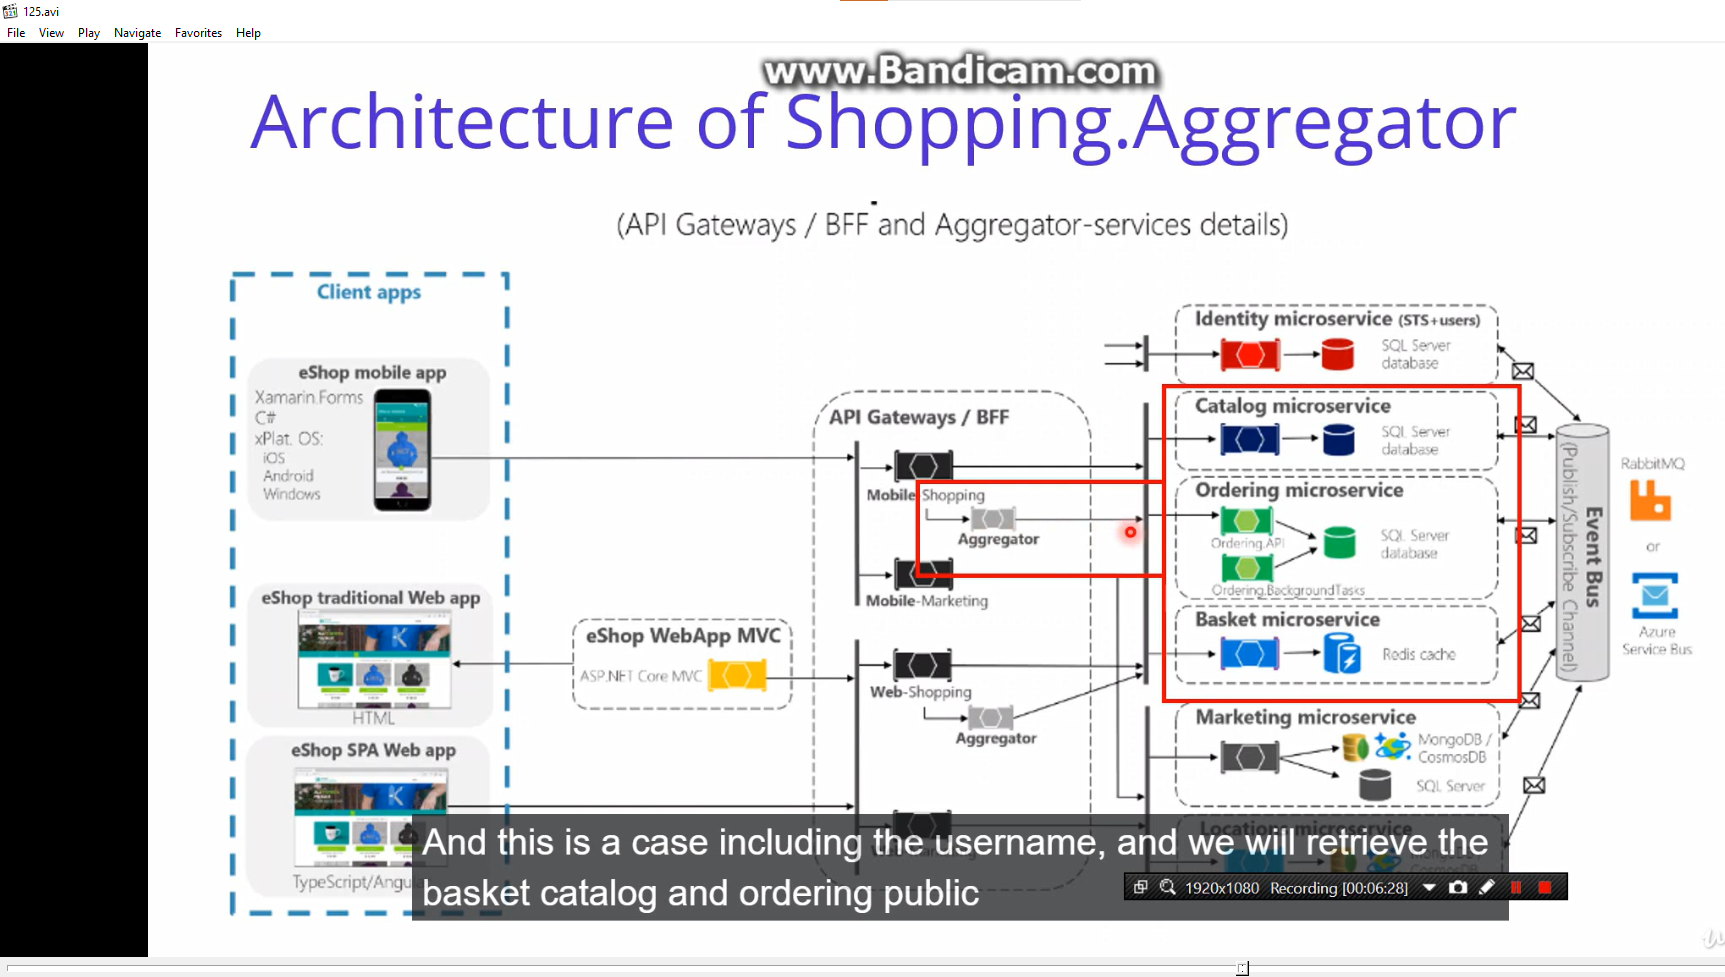 125.avi
File View Play Navigate Favorites Help
www.Bandicam.com
Architecture of Shopping.Aggregator
(API Gateways / BFF and Aggregator-services details)
Client apps
eShop mobile app
Xamarin.Forms
C#
xPlat. OS:
iOS
Android
Windows
eShop traditional Web app
HTML
eShop SPA Web app
TypeScript/Angular
eShop WebApp MVC
ASP.NET Core MVC
API Gateways / BFF
Mobile-Shopping
Aggregator
Mobile-Marketing
Web-Shopping
Aggregator
Identity microservice (STS+users)
SQL Server
database
Catalog microservice
SQL Server
database
Ordering microservice
Ordering.API
SQL Server
database
Ordering.BackgroundTasks
Basket microservice
Redis cache
Marketing microservice
MongoDB /
CosmosDB
SQL Server
Event Bus
(Publish/Subscribe Channel)
RabbitMQ
or
Azure
Service Bus
And this is a case including the username, and we will retrieve the
basket catalog and ordering public
1920x1080 Recording [00:06:28]